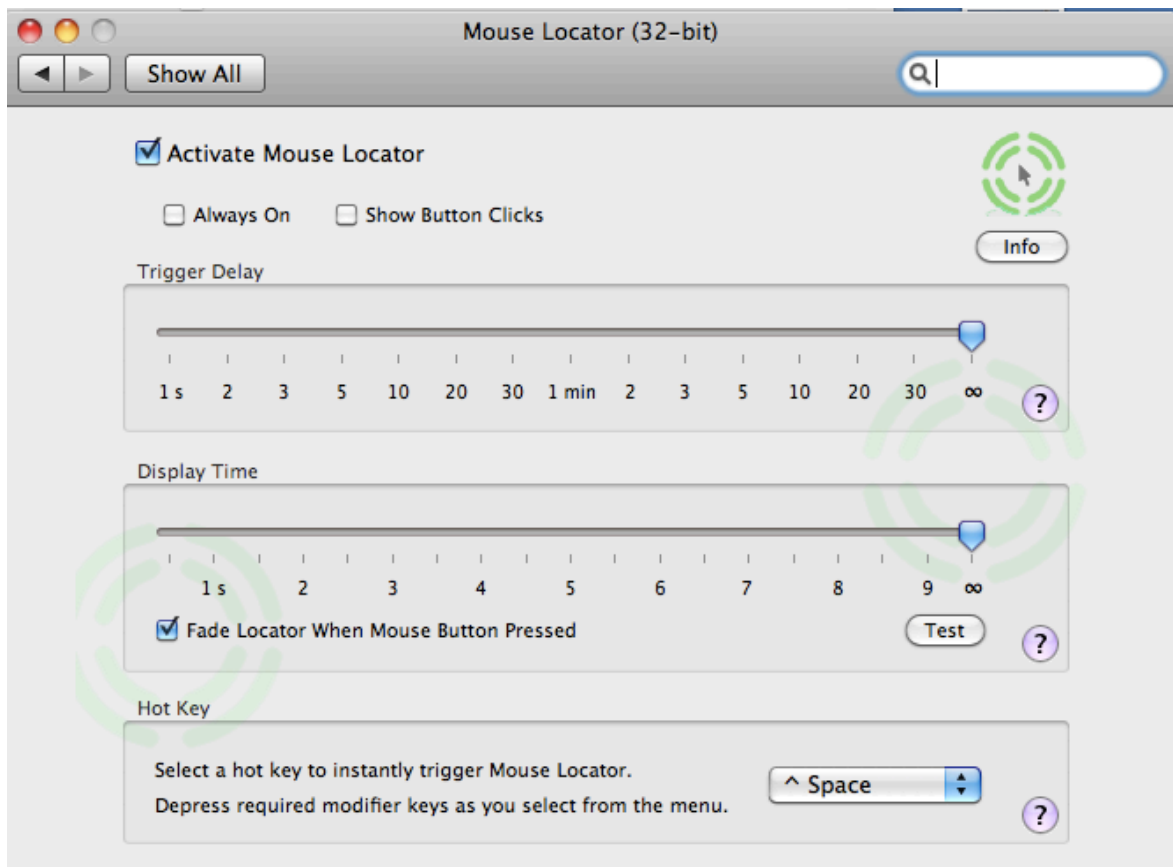 Mouse Locator (32-bit)
Show All
Activate Mouse Locator
Always On Show Button Clicks
Info
Trigger Delay
1 s 2 3 5 10 20 30 1 min 2 3 5 10 20 30 ∞
?
Display Time
1 s 2 3 4 5 6 7 8 9 ∞
Fade Locator When Mouse Button Pressed Test
?
Hot Key
Select a hot key to instantly trigger Mouse Locator.
^ Space
Depress required modifier keys as you select from the menu.
?